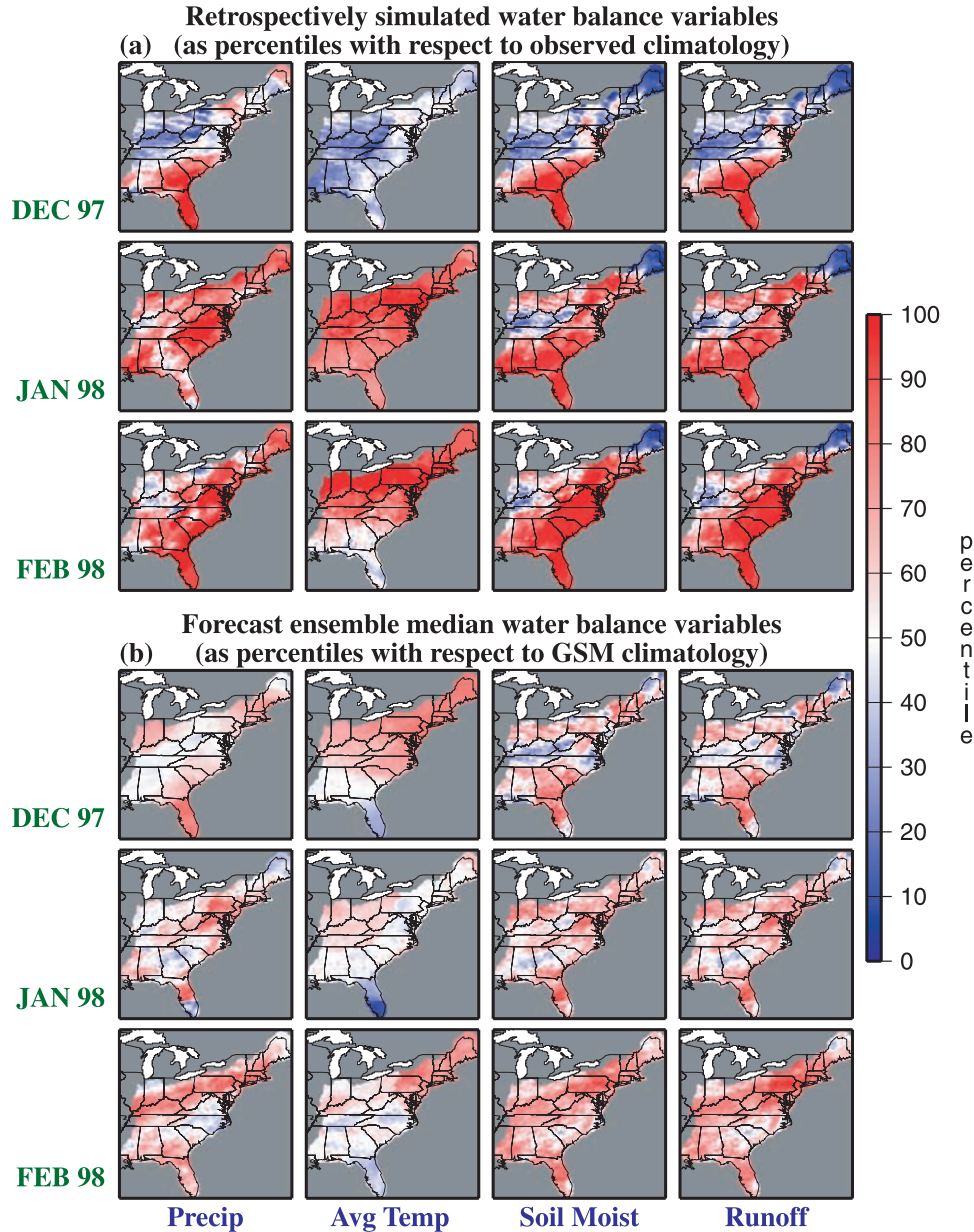 Retrospectively simulated water balance variables
(a) (as percentiles with respect to observed climatology)
DEC 97
JAN 98
FEB 98
Forecast ensemble median water balance variables
(b) (as percentiles with respect to GSM climatology)
DEC 97
JAN 98
FEB 98
Precip Avg Temp Soil Moist Runoff
100
90
80
70
60
50
40
30
20
10
0
percentile